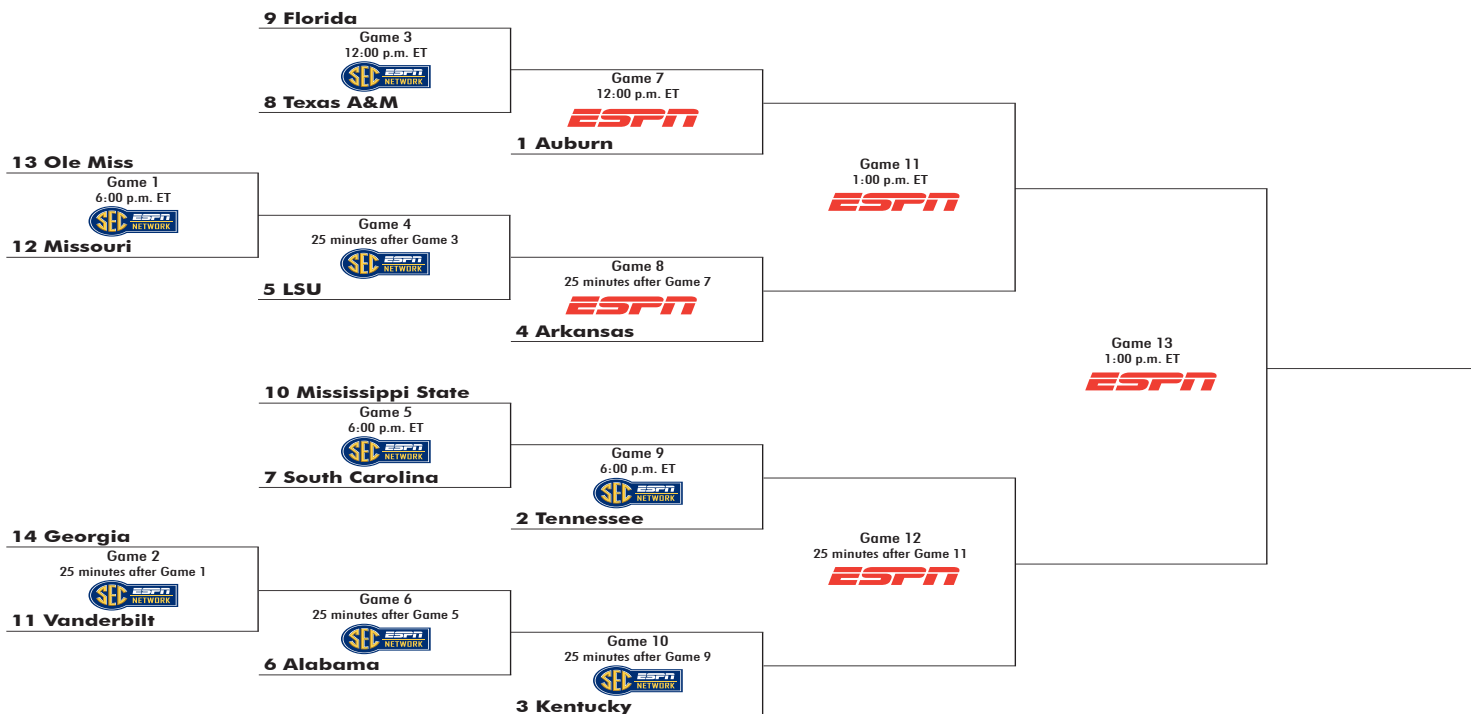 9 Florida
Game 3
12:00 p.m. ET
SEC ESPN NETWORK
8 Texas A&M
Game 7
12:00 p.m. ET
ESPN
1 Auburn
13 Ole Miss
Game 1
6:00 p.m. ET
SEC ESPN NETWORK
12 Missouri
Game 4
25 minutes after Game 3
SEC ESPN NETWORK
5 LSU
Game 8
25 minutes after Game 7
ESPN
4 Arkansas
Game 11
1:00 p.m. ET
ESPN
10 Mississippi State
Game 5
6:00 p.m. ET
SEC ESPN NETWORK
7 South Carolina
Game 9
6:00 p.m. ET
SEC ESPN NETWORK
2 Tennessee
14 Georgia
Game 2
25 minutes after Game 1
SEC ESPN NETWORK
11 Vanderbilt
Game 6
25 minutes after Game 5
SEC ESPN NETWORK
6 Alabama
Game 10
25 minutes after Game 9
SEC ESPN NETWORK
3 Kentucky
Game 12
25 minutes after Game 11
ESPN
Game 13
1:00 p.m. ET
ESPN